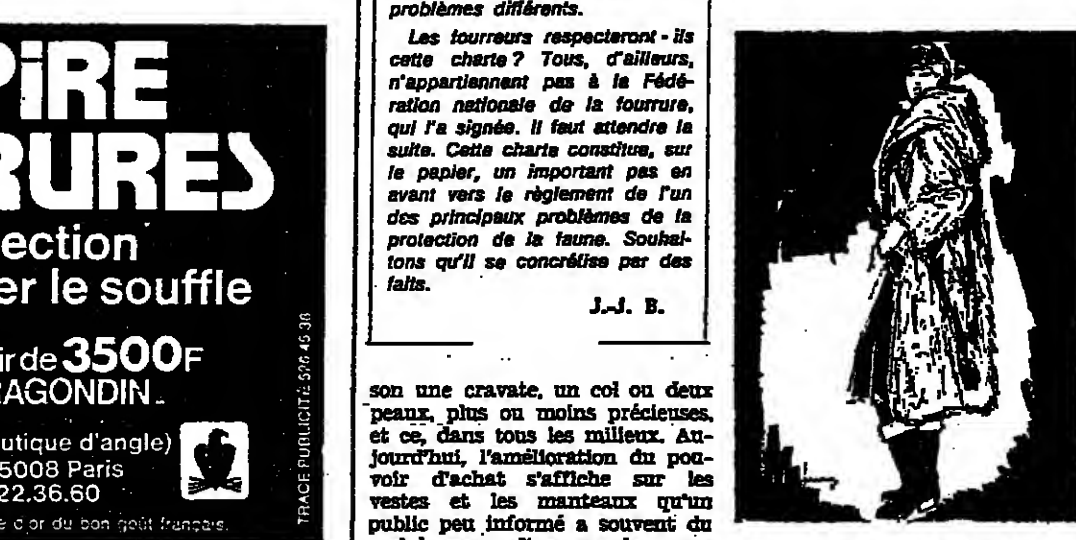 PiRE
RURES
ection
er le souffle
ir de 3500F
RAGONDIN
utique d'angle)
5008 Paris
22.36.60
e d'or du bon goût français.
TRACE PUBLICITÉ
problèmes différents.
Les fourreurs respecteront-ils
cette charte ? Tous, d'ailleurs,
n'appartiennent pas à la Fédé-
ration nationale de la fourrure,
qui l'a signée. Il faut attendre la
suite. Cette charte constitue, sur
le papier, un important pas en
avant vers le règlement de l'un
des principaux problèmes de la
protection de la faune. Souhai-
tons qu'il se concrétise par des
faits.
J.-J. B.
son une cravate, un col ou deux
peaux, plus ou moins précieuses,
et ce, dans tous les milieux. Au-
jourd'hui, l'amélioration du pou-
voir d'achat s'affiche sur les
vestes et les manteaux qu'un
public peu informé a souvent du